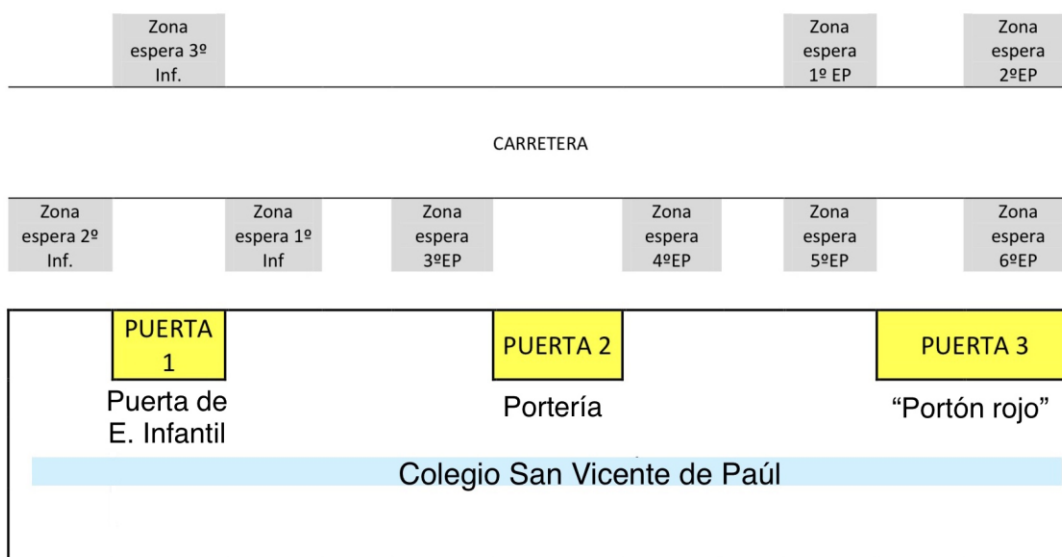 Zona
espera 3º
Inf.
Zona
espera
1º EP
Zona
espera
2ºEP
CARRETERA
Zona
espera 2º
Inf.
Zona
espera 1º
Inf
Zona
espera
3ºEP
Zona
espera
4ºEP
Zona
espera
5ºEP
Zona
espera
6ºEP
PUERTA
1
PUERTA 2
PUERTA 3
Puerta de
E. Infantil
Portería
“Portón rojo”
Colegio San Vicente de Paúl